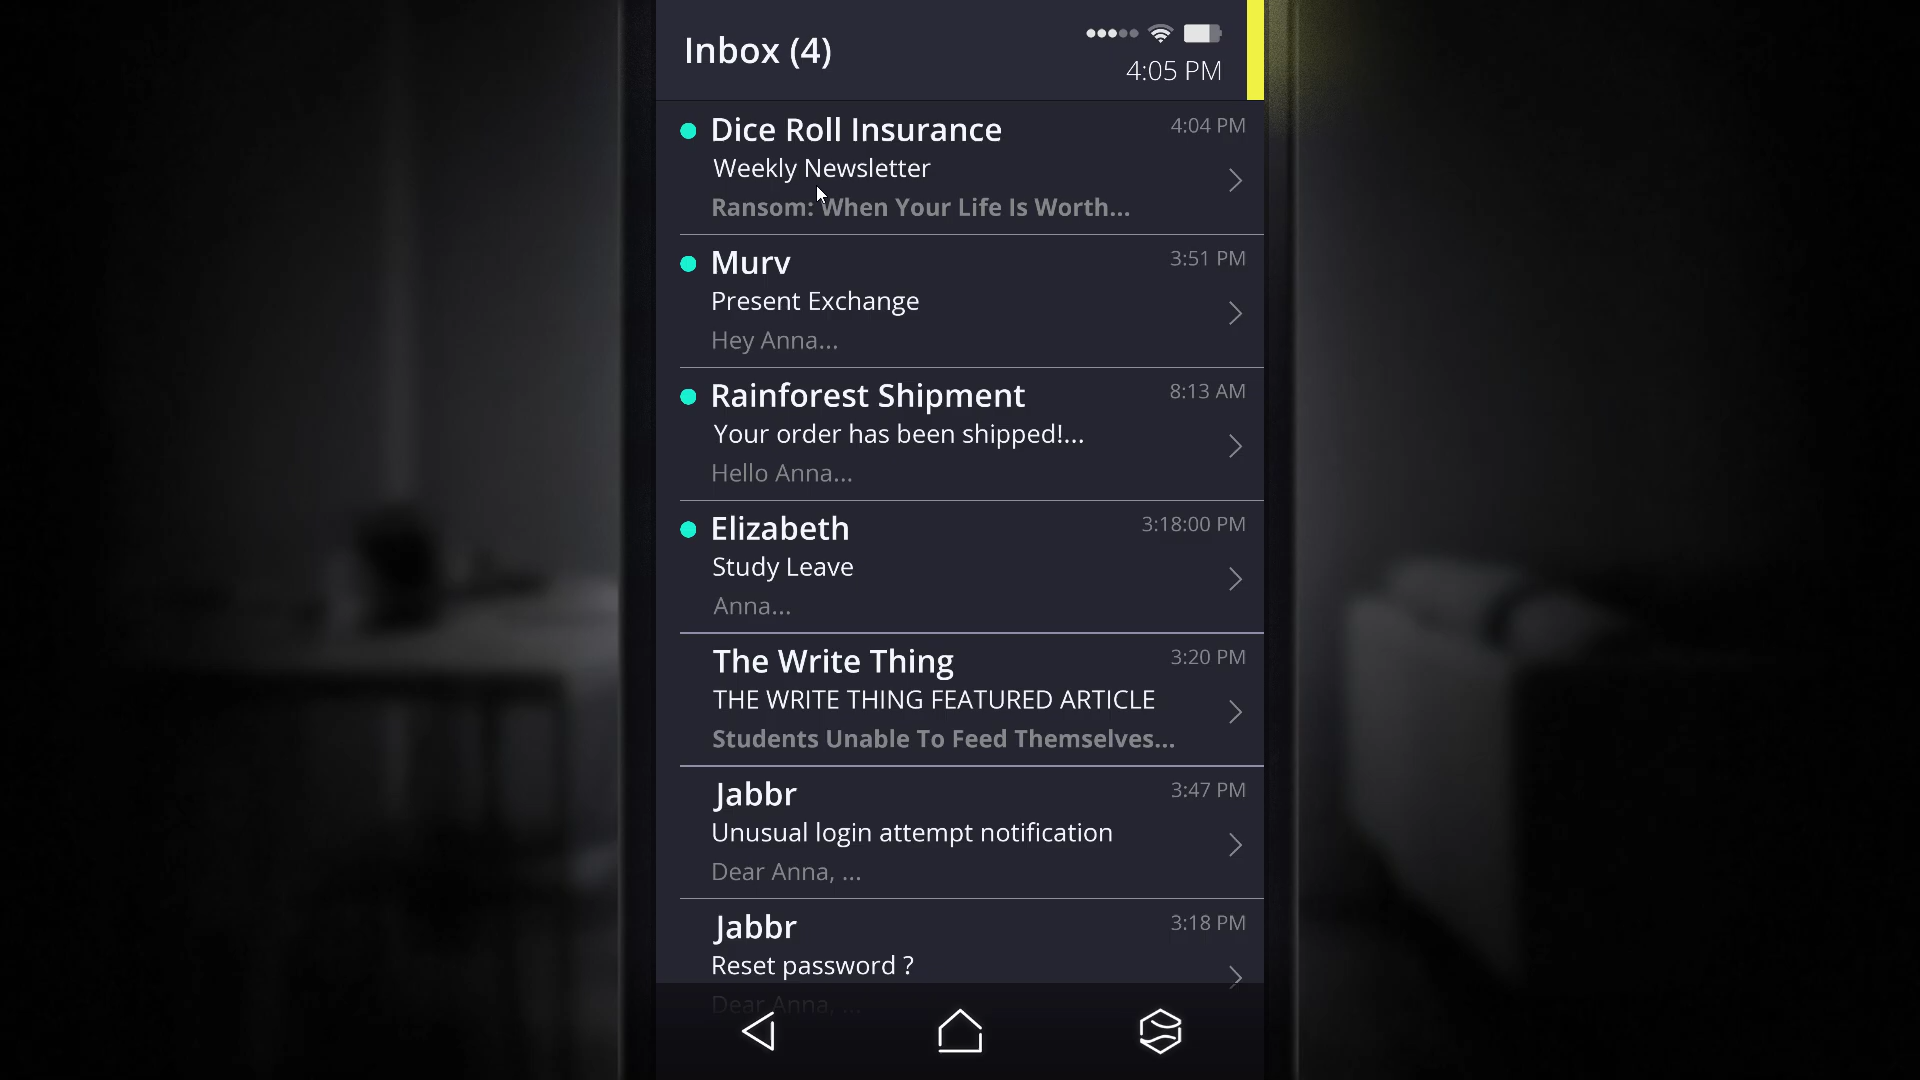 Inbox (4)
4:05 PM
Dice Roll Insurance
4:04 PM
Weekly Newsletter
Ransom: When Your Life Is Worth...
Murv
3:51 PM
Present Exchange
Hey Anna...
Rainforest Shipment
8:13 AM
Your order has been shipped!...
Hello Anna...
Elizabeth
3:18:00 PM
Study Leave
Anna...
The Write Thing
3:20 PM
THE WRITE THING FEATURED ARTICLE
Students Unable To Feed Themselves...
Jabbr
3:47 PM
Unusual login attempt notification
Dear Anna, ...
Jabbr
3:18 PM
Reset password ?
Dear Anna, ...